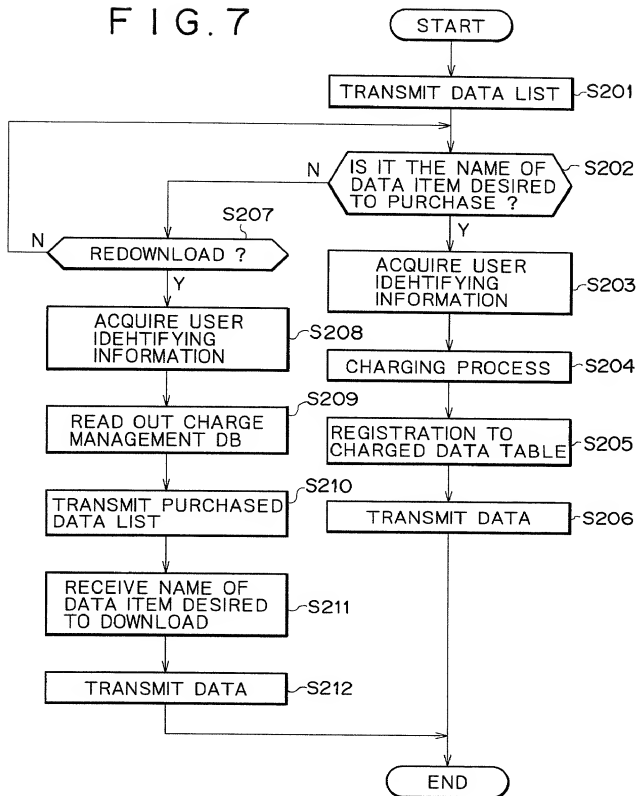 FIG. 7
START
TRANSMIT DATA LIST
S201
IS IT THE NAME OF
DATA ITEM DESIRED
TO PURCHASE ?
S202
N
Y
S207
REDOWNLOAD ?
N
Y
ACQUIRE USER
IDEHTIFYING
INFORMATION
S203
ACQUIRE USER
IDEHTIFYING
INFORMATION
S208
CHARGING PROCESS
S204
READ OUT CHARGE
MANAGEMENT DB
S209
REGISTRATION TO
CHARGED DATA TABLE
S205
TRANSMIT PURCHASED
DATA LIST
S210
TRANSMIT DATA
S206
RECEIVE NAME OF
DATA ITEM DESIRED
TO DOWNLOAD
S211
TRANSMIT DATA
S212
END